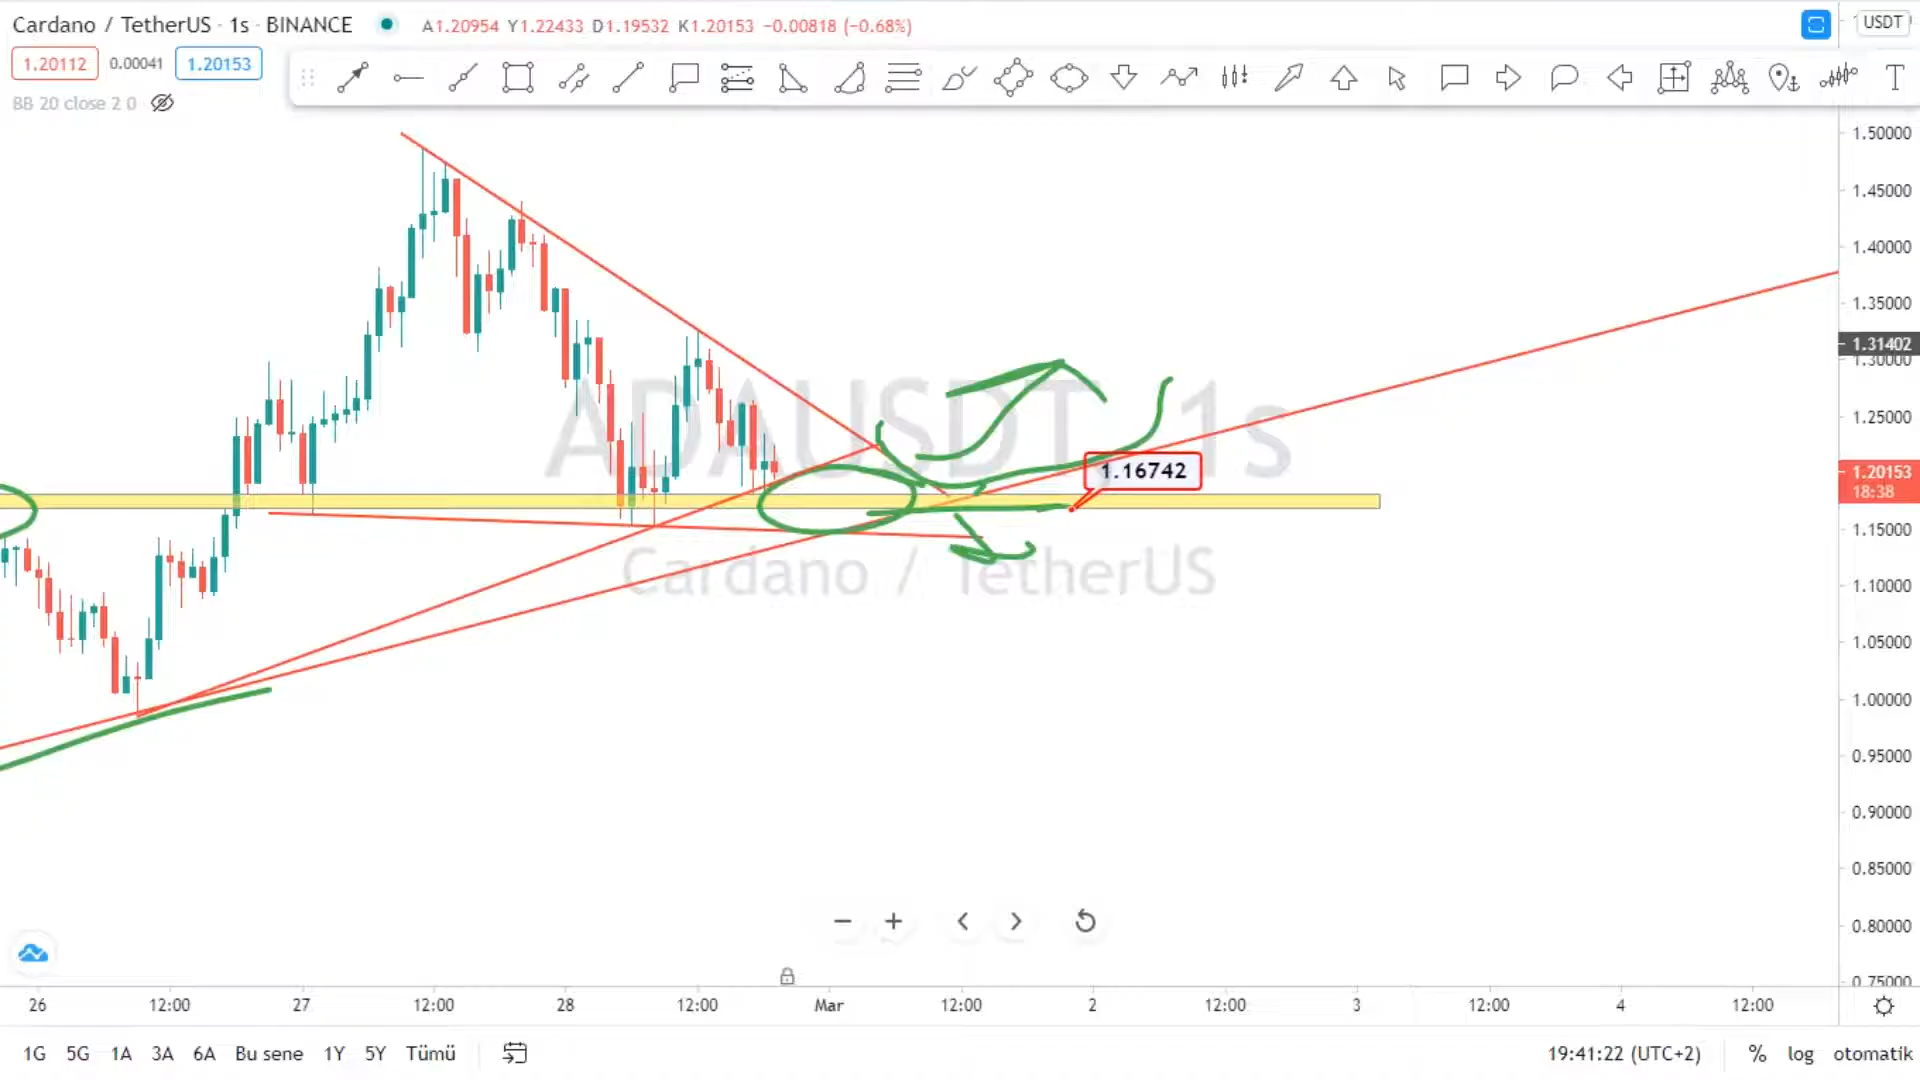 Cardano / TetherUS · 1s · BINANCE A1.20954 Y1.22433 D1.19532 K1.20153 −0.00818 (−0.68%)
USDT
1.20112 0.00041 1.20153
BB 20 close 2 0
T
1.50000
1.45000
1.40000
1.35000
1.31402
1.30000
1.25000
ADAUSDT 1s
1.16742
1.20153
18:38
1.15000
Cardano / TetherUS
1.10000
1.05000
1.00000
0.95000
0.90000
0.85000
0.80000
0.75000
26 12:00 27 12:00 28 12:00 Mar 12:00 2 12:00 3 12:00 4 12:00
1G 5G 1A 3A 6A Bu sene 1Y 5Y Tümü 19:41:22 (UTC+2) % log otomatik